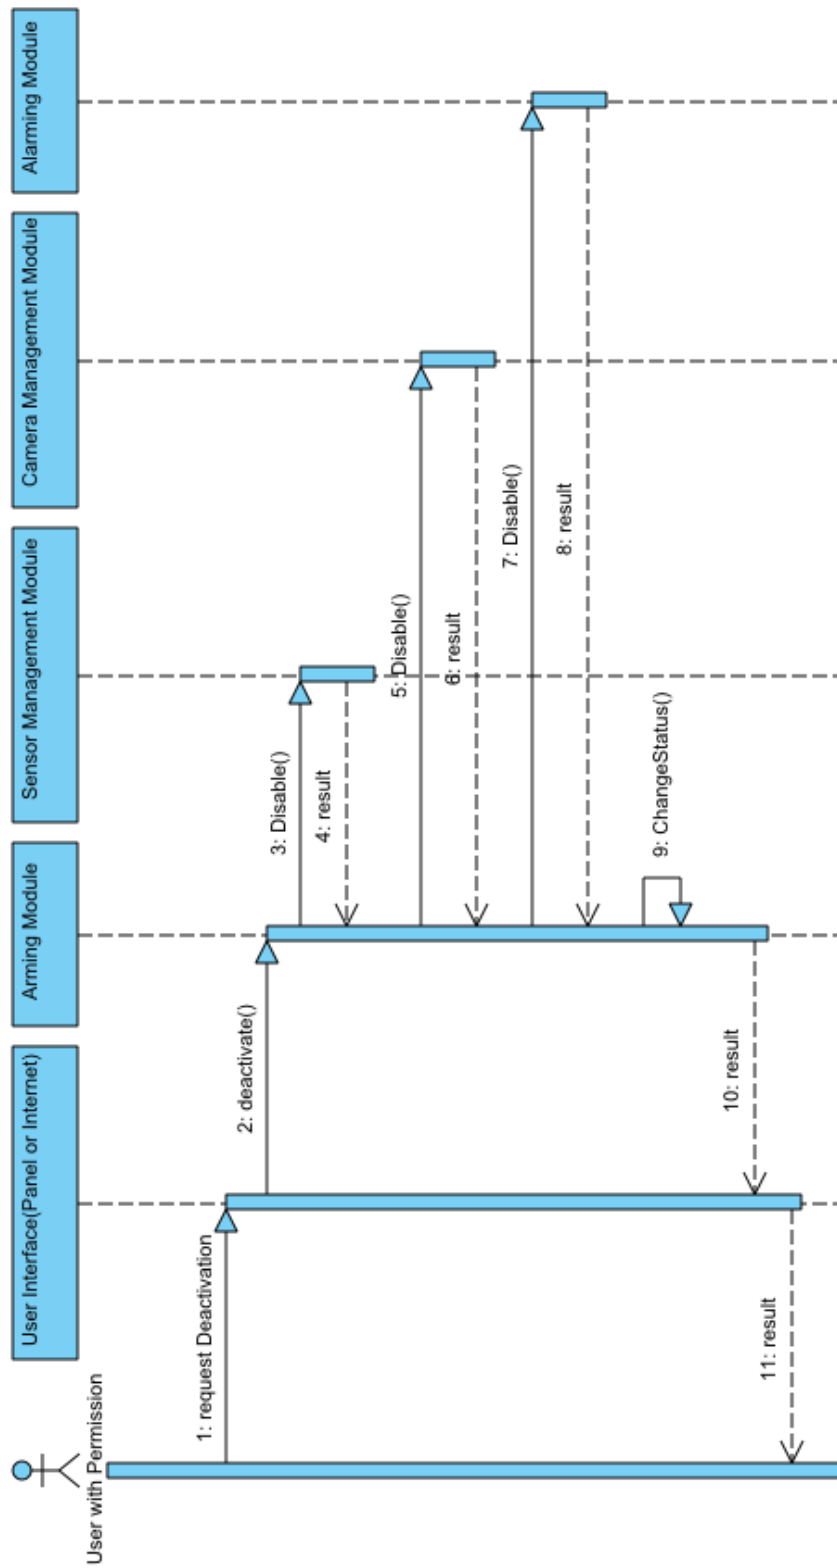 User with Permission
User Interface(Panel or Internet)
Arming Module
Sensor Management Module
Camera Management Module
Alarming Module
1: request Deactivation
2: deactivate()
3: Disable()
4: result
5: Disable()
6: result
7: Disable()
8: result
9: ChangeStatus()
10: result
11: result